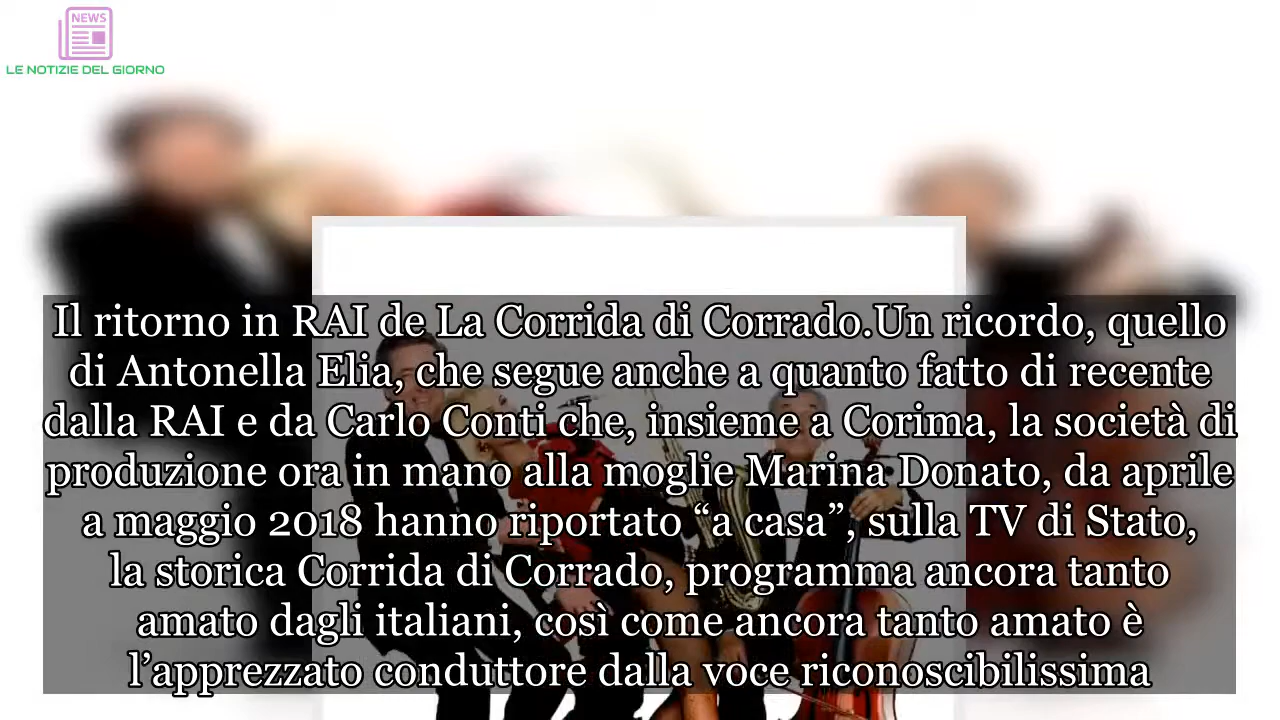 NEWS
LE NOTIZIE DEL GIORNO
Il ritorno in RAI de La Corrida di Corrado.Un ricordo, quello
di Antonella Elia, che segue anche a quanto fatto di recente
dalla RAI e da Carlo Conti che, insieme a Corima, la società di
produzione ora in mano alla moglie Marina Donato, da aprile
a maggio 2018 hanno riportato “a casa”, sulla TV di Stato,
la storica Corrida di Corrado, programma ancora tanto
amato dagli italiani, così come ancora tanto amato è
l’apprezzato conduttore dalla voce riconoscibilissima